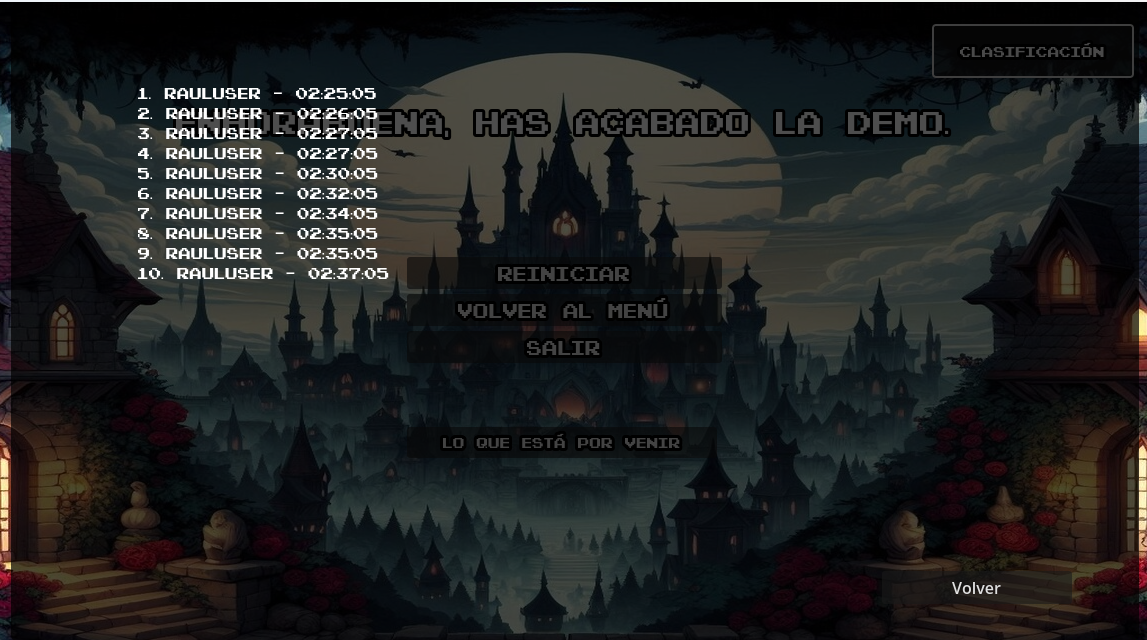 CLASIFICACIÓN
1. RAULUSER - 02:25:05
2. RAULUSER - 02:26:05
3. RAULUSER - 02:27:05
4. RAULUSER - 02:27:05
5. RAULUSER - 02:30:05
6. RAULUSER - 02:32:05
7. RAULUSER - 02:34:05
8. RAULUSER - 02:35:05
9. RAULUSER - 02:35:05
10. RAULUSER - 02:37:05
HAS ACABADO LA DEMO.
REINICIAR
VOLVER AL MENÚ
SALIR
LO QUE ESTÁ POR VENIR
Volver